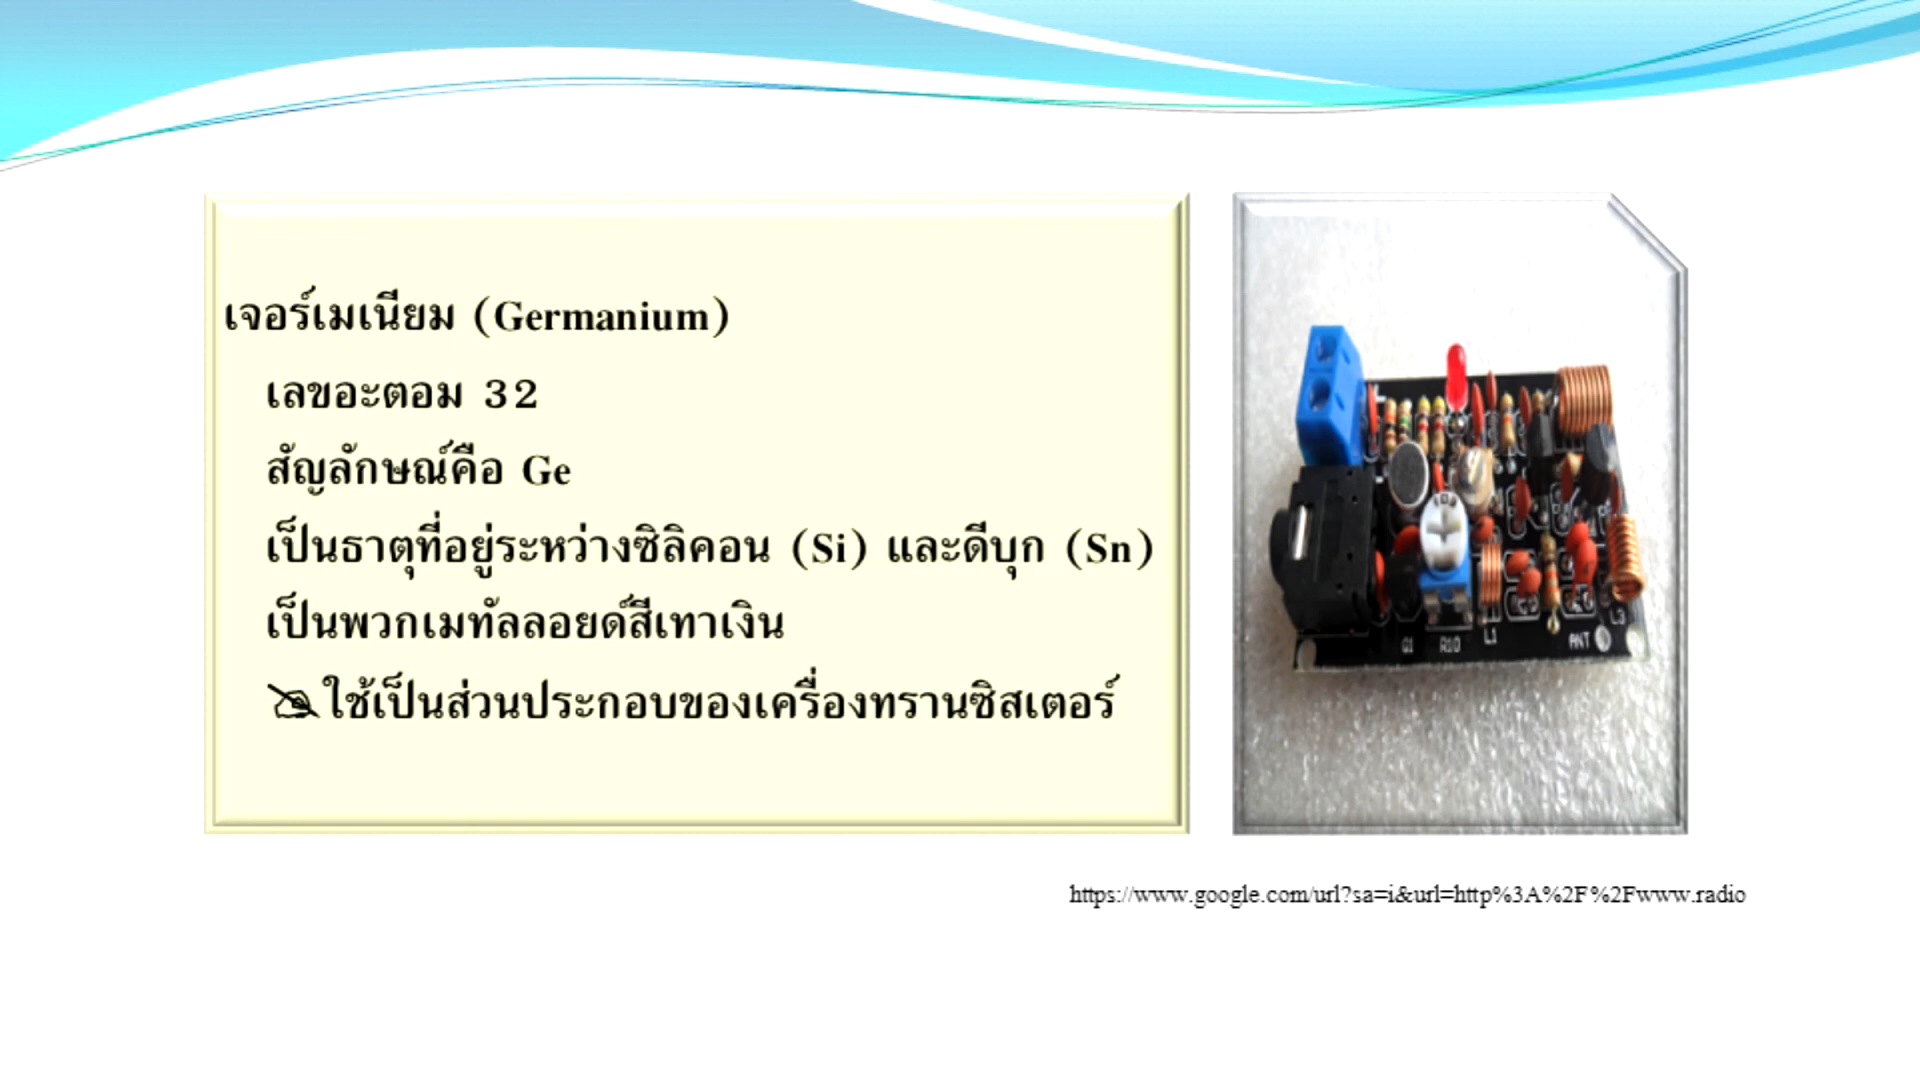 เจอร์เมเนียม (Germanium)
เลขอะตอม 32
สัญลักษณ์คือ Ge
เป็นธาตุที่อยู่ระหว่างซิลิคอน (Si) และดีบุก (Sn)
เป็นพวกเมทัลลอยด์สีเทาเงิน
ใช้เป็นส่วนประกอบของเครื่องทรานซิสเตอร์
103
Q1 R10 L1 ANT L3
https://www.google.com/url?sa=i&url=http%3A%2F%2Fwww.radio